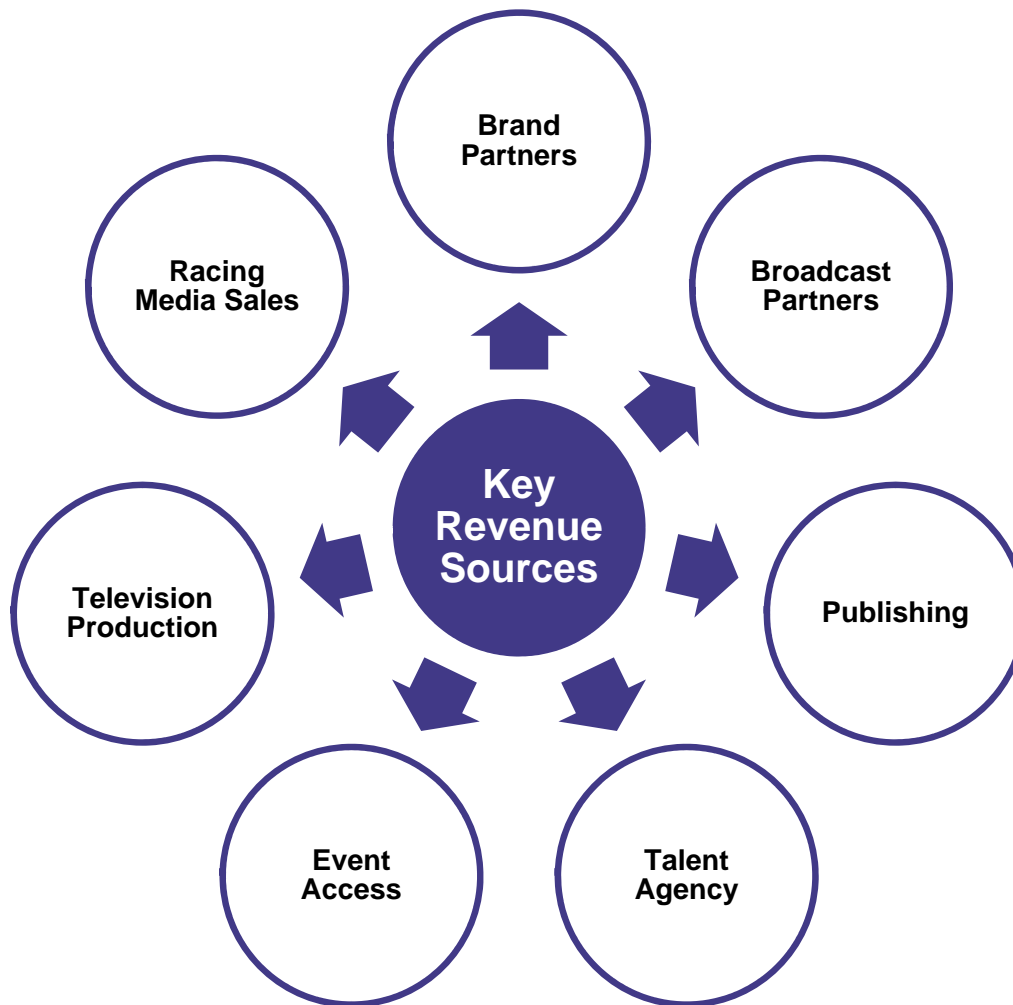 Brand
Partners
Racing
Media Sales
Broadcast
Partners
Key
Revenue
Sources
Television
Production
Publishing
Event
Access
Talent
Agency